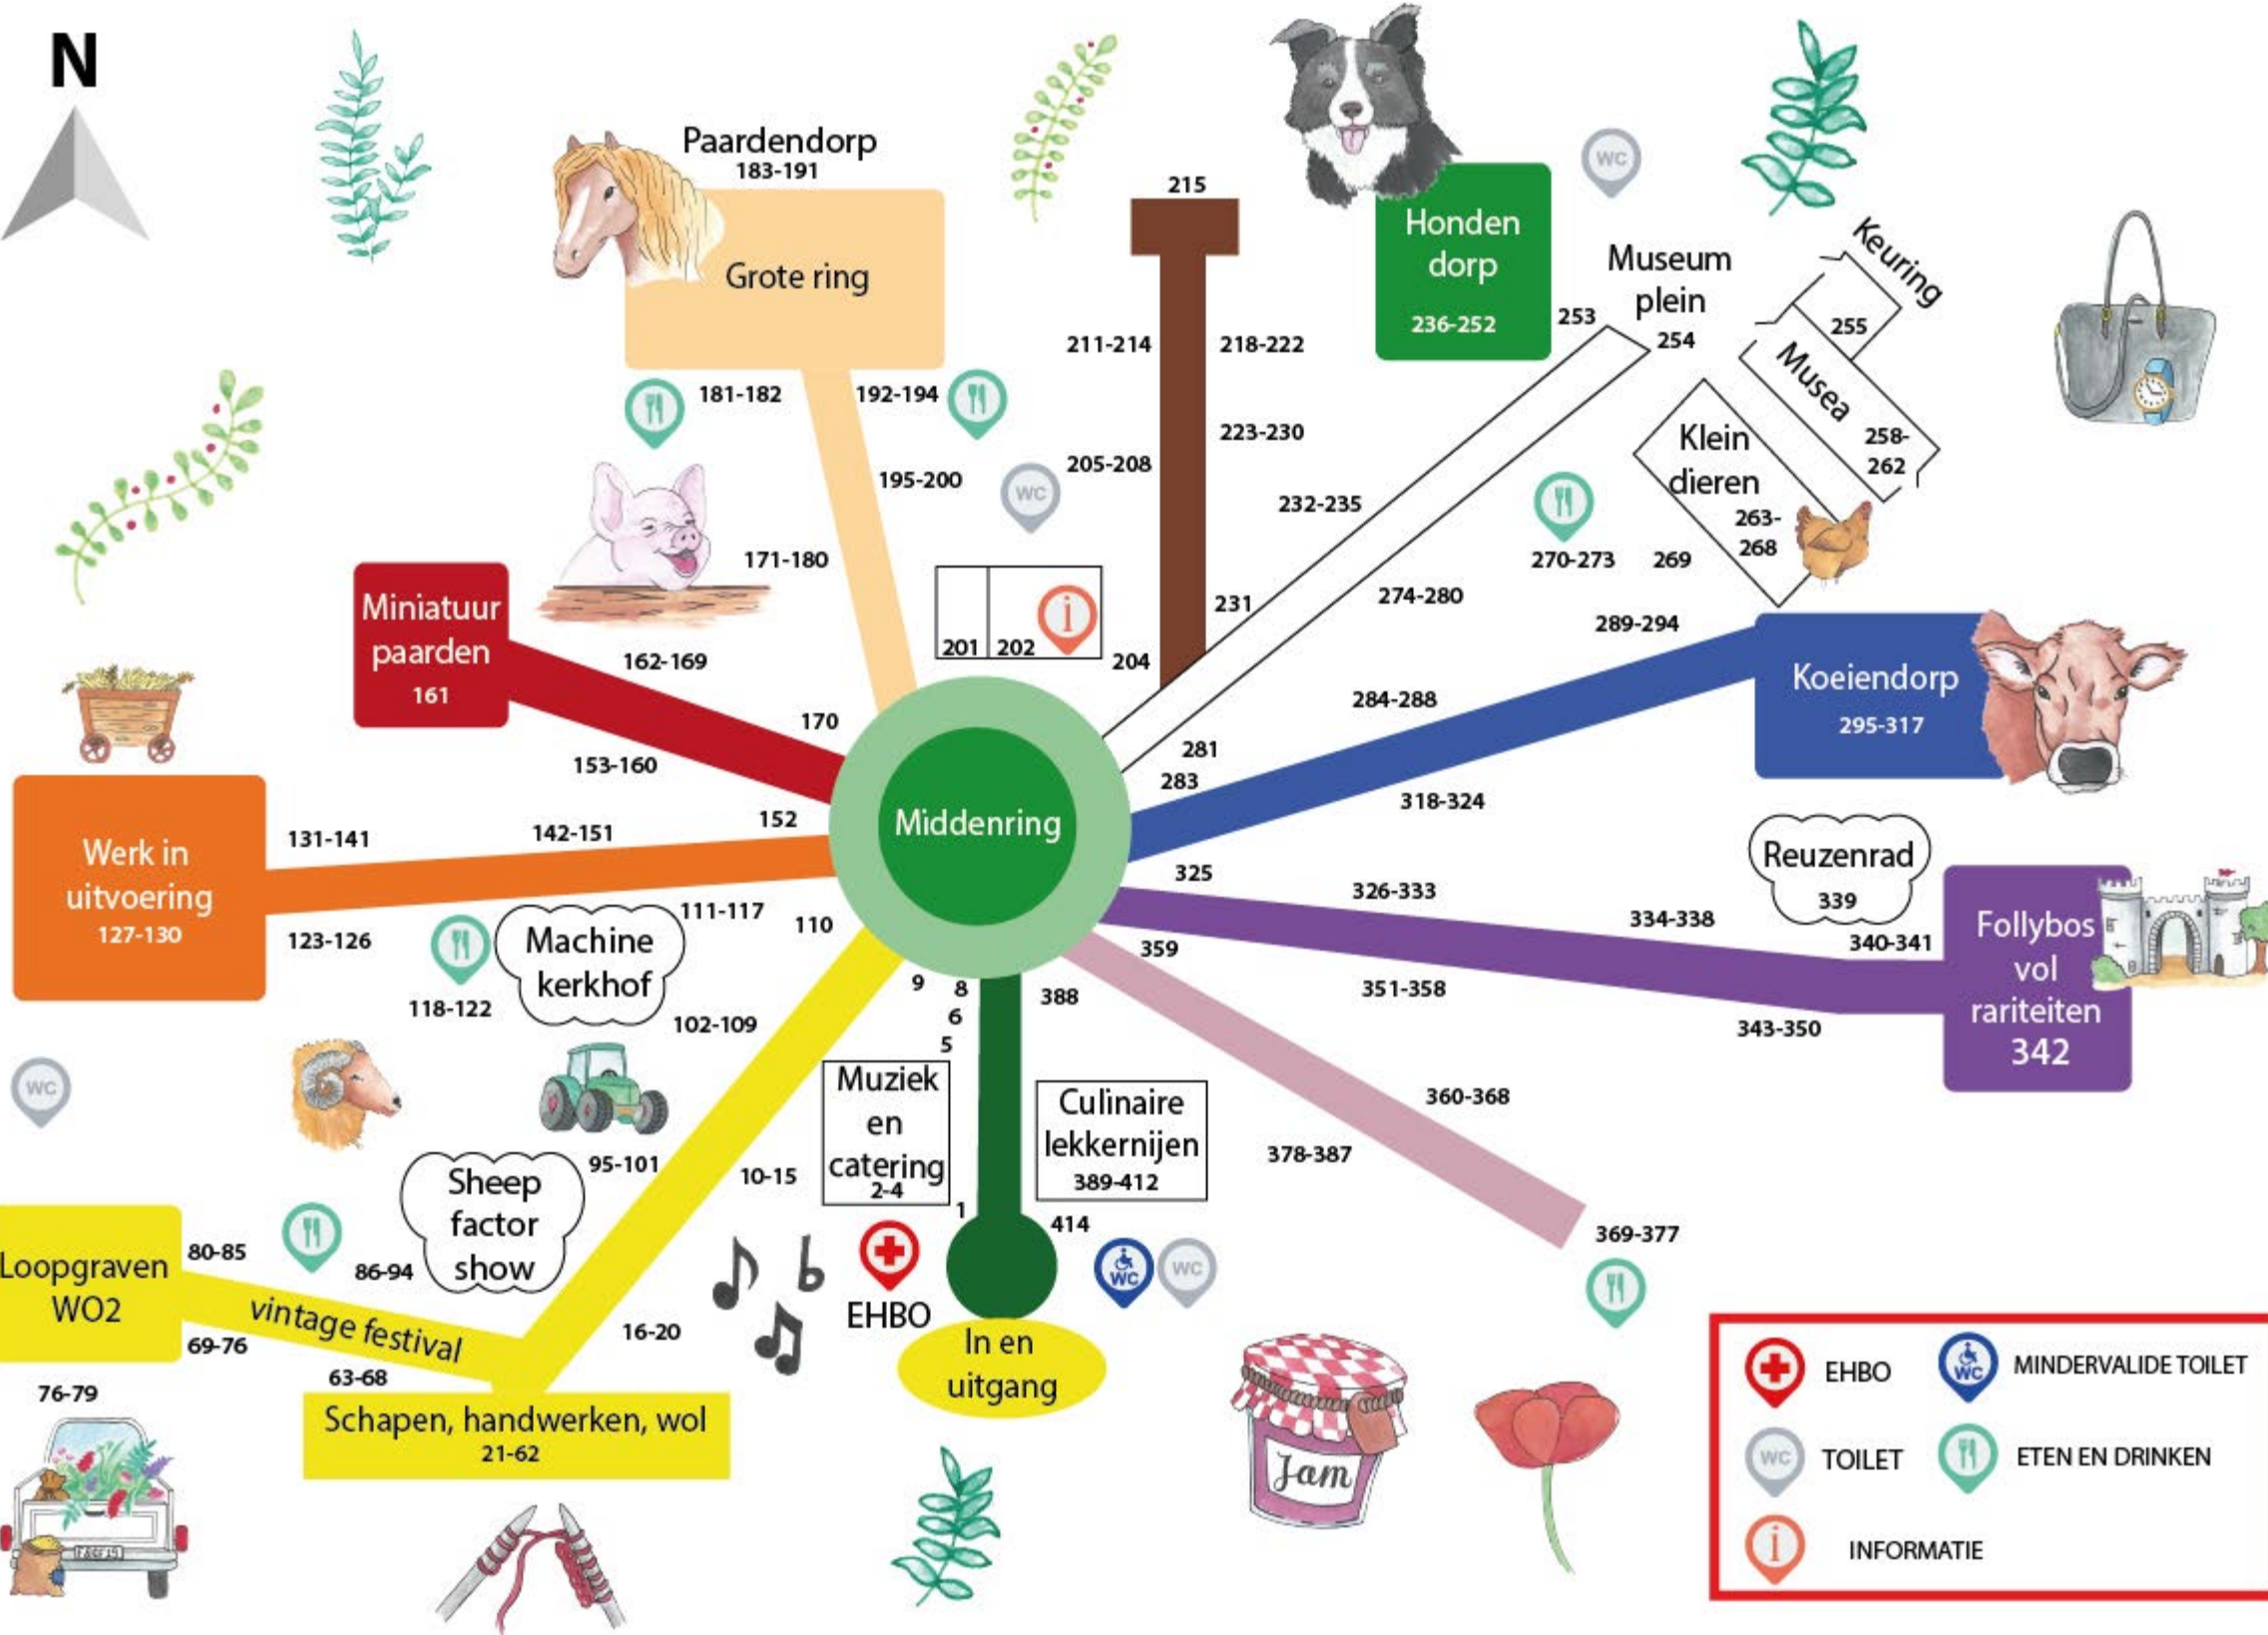 N
Paardendorp
183-191
Grote ring
181-182
192-194
195-200
171-180
215
211-214
218-222
223-230
205-208
232-235
231
204
201
202
i
WC
WC
Honden
dorp
236-252
253
Museum
plein
254
Keuring
255
Musea
258-
262
Klein
dieren
263-
268
269
270-273
274-280
281
283
284-288
289-294
Koeiendorp
295-317
318-324
325
326-333
334-338
Reuzenrad
339
340-341
Follybos
vol
rariteiten
342
343-350
351-358
359
360-368
369-377
378-387
388
Culinaire
lekkernijen
389-412
414
WC
WC
In en
uitgang
EHBO
1
Muziek
en
catering
2-4
5
6
8
9
10-15
16-20
Schapen, handwerken, wol
21-62
63-68
vintage festival
69-76
76-79
Loopgraven
WO2
80-85
86-94
Sheep
factor
show
95-101
102-109
Machine
kerkhof
110
111-117
118-122
123-126
WC
Werk in
uitvoering
127-130
131-141
142-151
152
153-160
Miniatuur
paarden
161
162-169
170
Middenring
Jam
EHBO
WC
MINDERVALIDE TOILET
WC
TOILET
ETEN EN DRINKEN
i
INFORMATIE